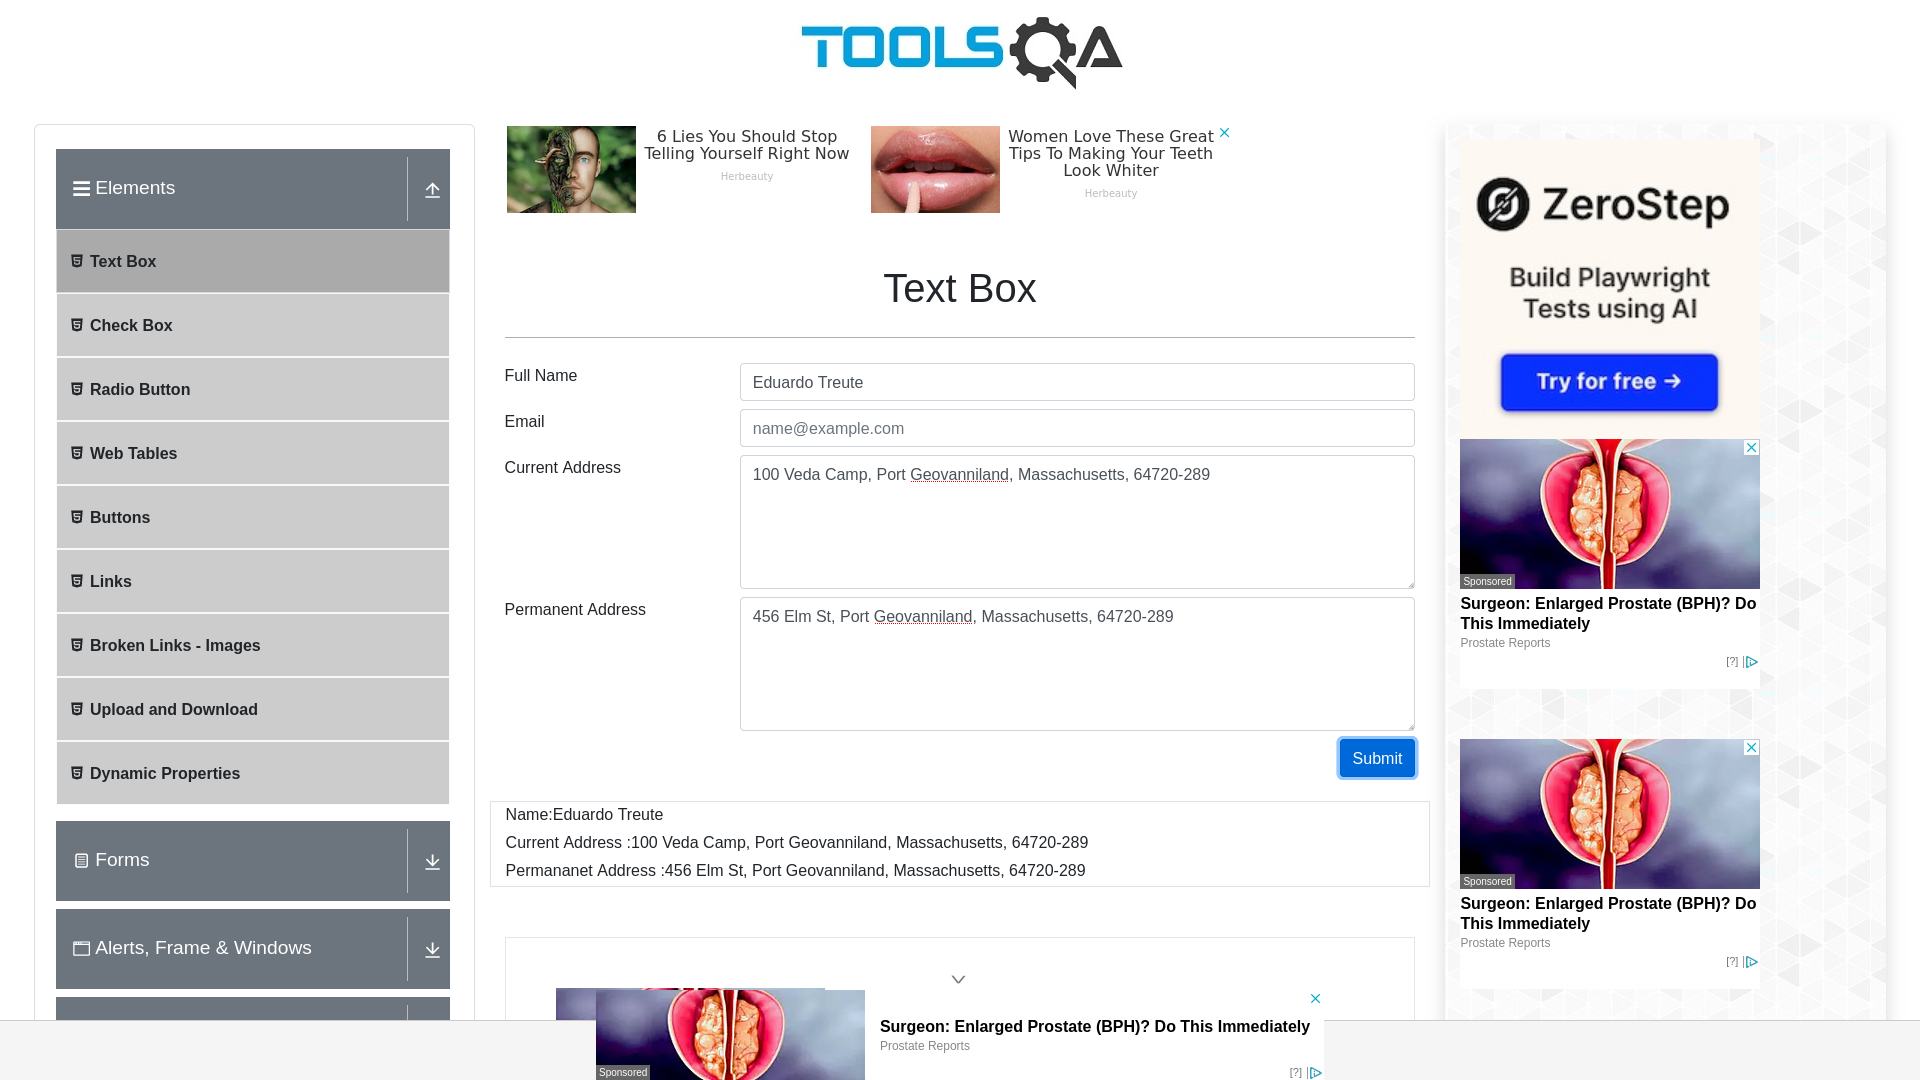 TOOLSQA
Elements
Text Box
Check Box
Radio Button
Web Tables
Buttons
Links
Broken Links - Images
Upload and Download
Dynamic Properties
Forms
Alerts, Frame & Windows
6 Lies You Should Stop
Telling Yourself Right Now
Herbeauty
Women Love These Great
Tips To Making Your Teeth
Look Whiter
Herbeauty
Text Box
Full Name
Eduardo Treute
Email
name@example.com
Current Address
100 Veda Camp, Port Geovanniland, Massachusetts, 64720-289
Permanent Address
456 Elm St, Port Geovanniland, Massachusetts, 64720-289
Submit
Name:Eduardo Treute
Current Address :100 Veda Camp, Port Geovanniland, Massachusetts, 64720-289
Permananet Address :456 Elm St, Port Geovanniland, Massachusetts, 64720-289
Sponsored
Surgeon: Enlarged Prostate (BPH)? Do This Immediately
Prostate Reports
[?]
ZeroStep
Build Playwright
Tests using AI
Try for free →
Sponsored
Surgeon: Enlarged Prostate (BPH)? Do
This Immediately
Prostate Reports
[?]
Sponsored
Surgeon: Enlarged Prostate (BPH)? Do
This Immediately
Prostate Reports
[?]